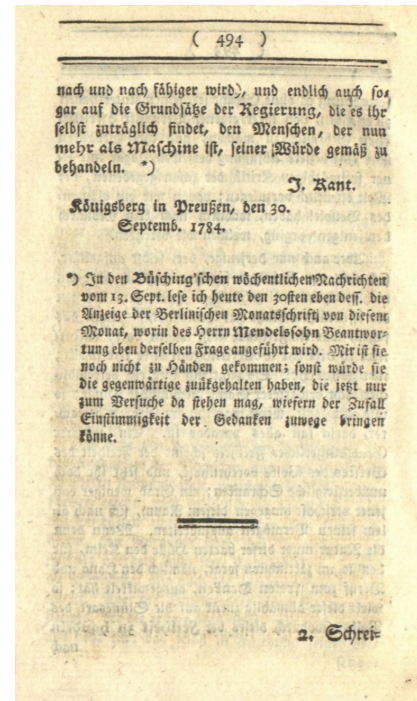 ( 494 )
nach und nach fähiger wird), und endlich auch so-
gar auf die Grundsätze der Regierung, die es ihr
selbst zuträglich findet, den Menschen, der nun
mehr als Maschine ist, seiner Würde gemäß zu
behandeln. *)
I. Kant.
Königsberg in Preußen, den 30.
Septemb. 1784.
*) In den Büsching'schen wöchentlichen Nachrichten
vom 13. Sept. lese ich heute den 30sten eben dess. die
Anzeige der Berlinischen Monatsschrift, von diesem
Monat, worin des Herrn Mendelssohn Beantwor-
tung eben derselben Frage angeführt wird. Mir ist sie
noch nicht zu Händen gekommen; sonst würde sie
die gegenwärtige zurükgehalten haben, die jetzt nur
zum Versuche da stehen mag, wiefern der Zufall
Einstimmigkeit der Gedanken zuwege bringen
könne.
2. Schrei-